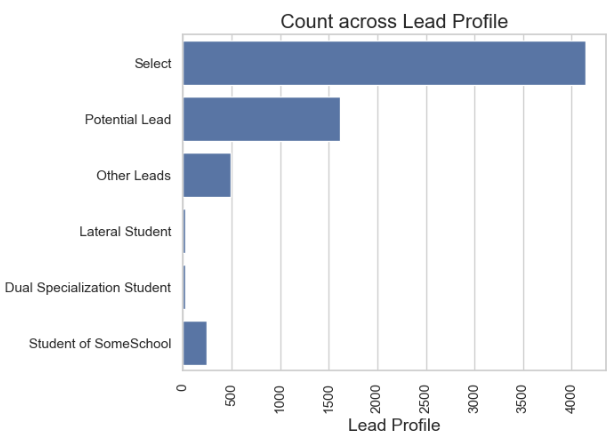 Count across Lead Profile
Select
Potential Lead
Other Leads
Lateral Student
Dual Specialization Student
Student of SomeSchool
0
500
1000
1500
2000
2500
3000
3500
4000
Lead Profile